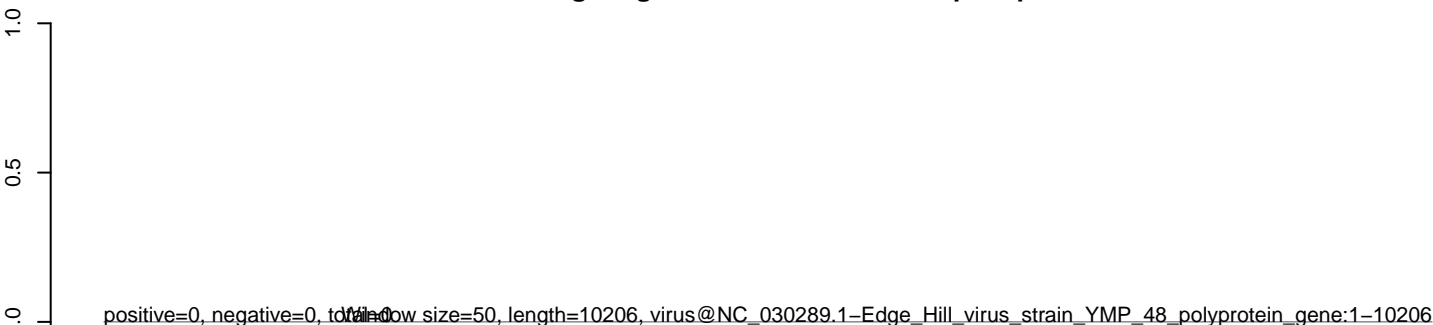 1.0
0.5
.0
positive=0, negative=0, total=0
Window size=50, length=10206, virus@NC_030289.1−Edge_Hill_virus_strain_YMP_48_polyprotein_gene:1−10206